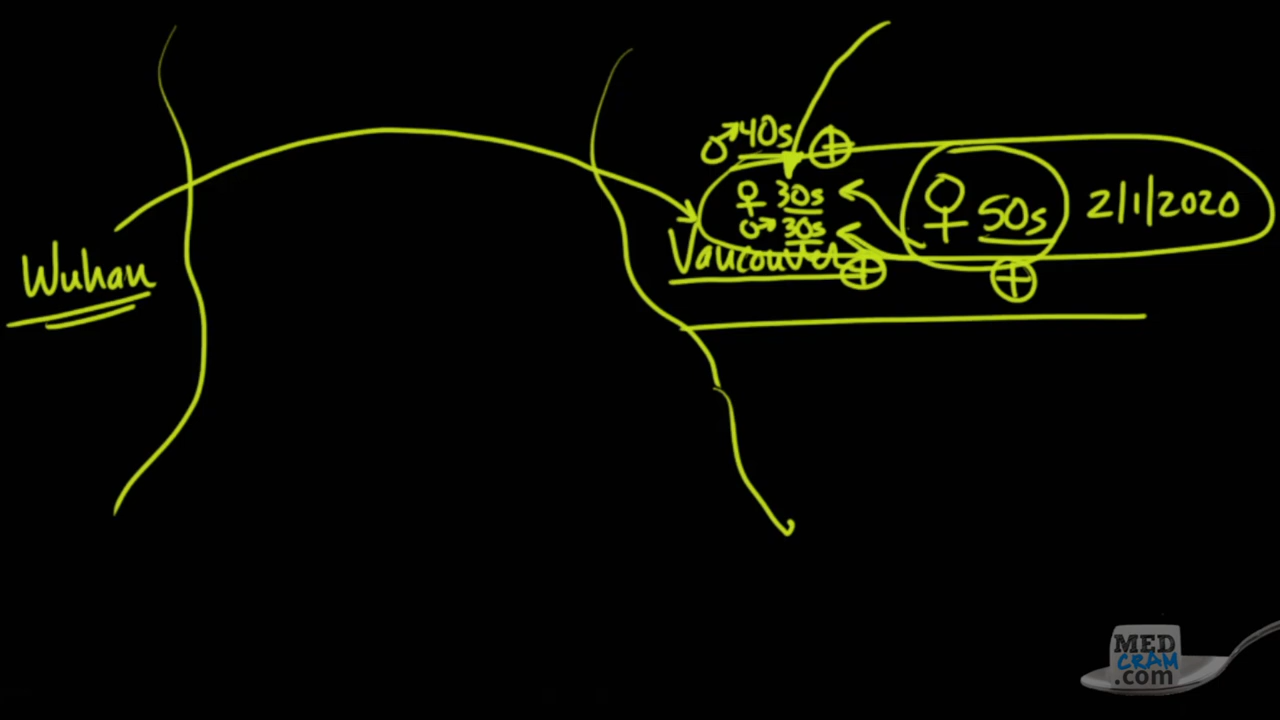 ♂40s ⊕
♀ 30s
♂ 30s
♀ 50s 2/1/2020
Vancouver ⊕
⊕
Wuhan
MED
CRAM
.com